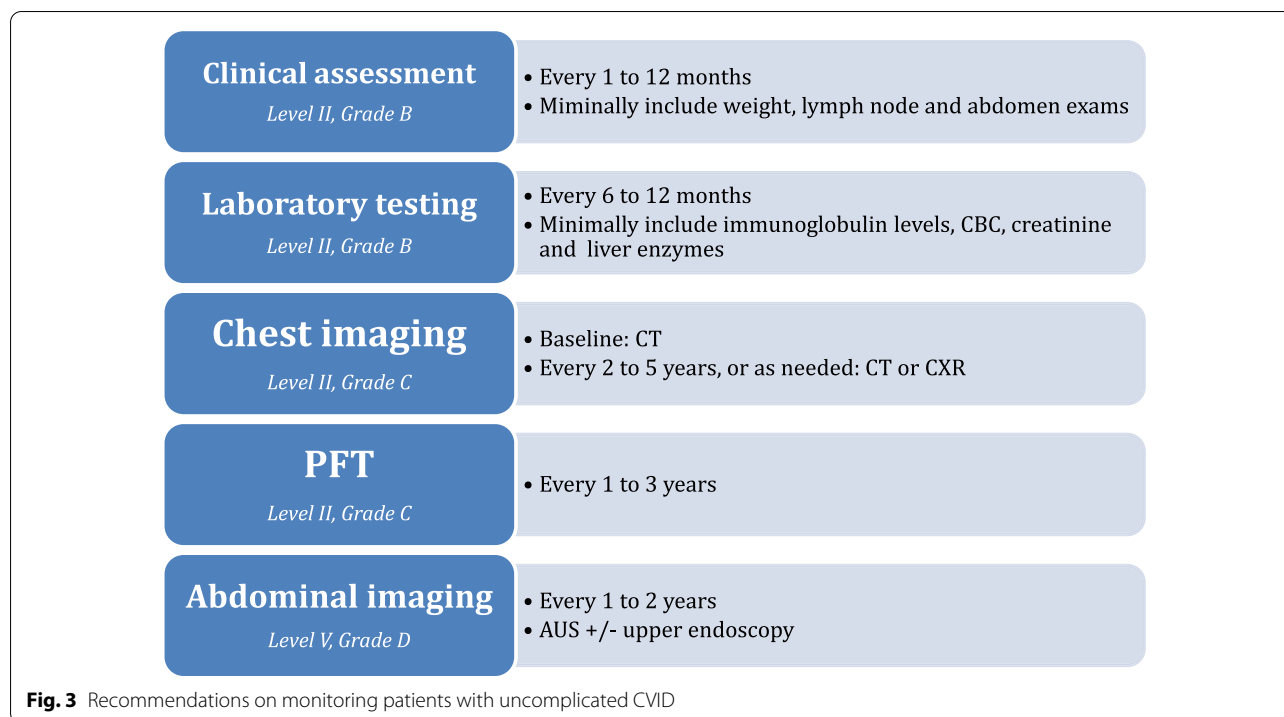 Clinical assessment
Level II, Grade B
• Every 1 to 12 months
• Miminally include weight, lymph node and abdomen exams
Laboratory testing
Level II, Grade B
• Every 6 to 12 months
• Minimally include immunoglobulin levels, CBC, creatinine
and liver enzymes
Chest imaging
Level II, Grade C
• Baseline: CT
• Every 2 to 5 years, or as needed: CT or CXR
PFT
Level II, Grade C
• Every 1 to 3 years
Abdominal imaging
Level V, Grade D
• Every 1 to 2 years
• AUS +/- upper endoscopy
Fig. 3 Recommendations on monitoring patients with uncomplicated CVID